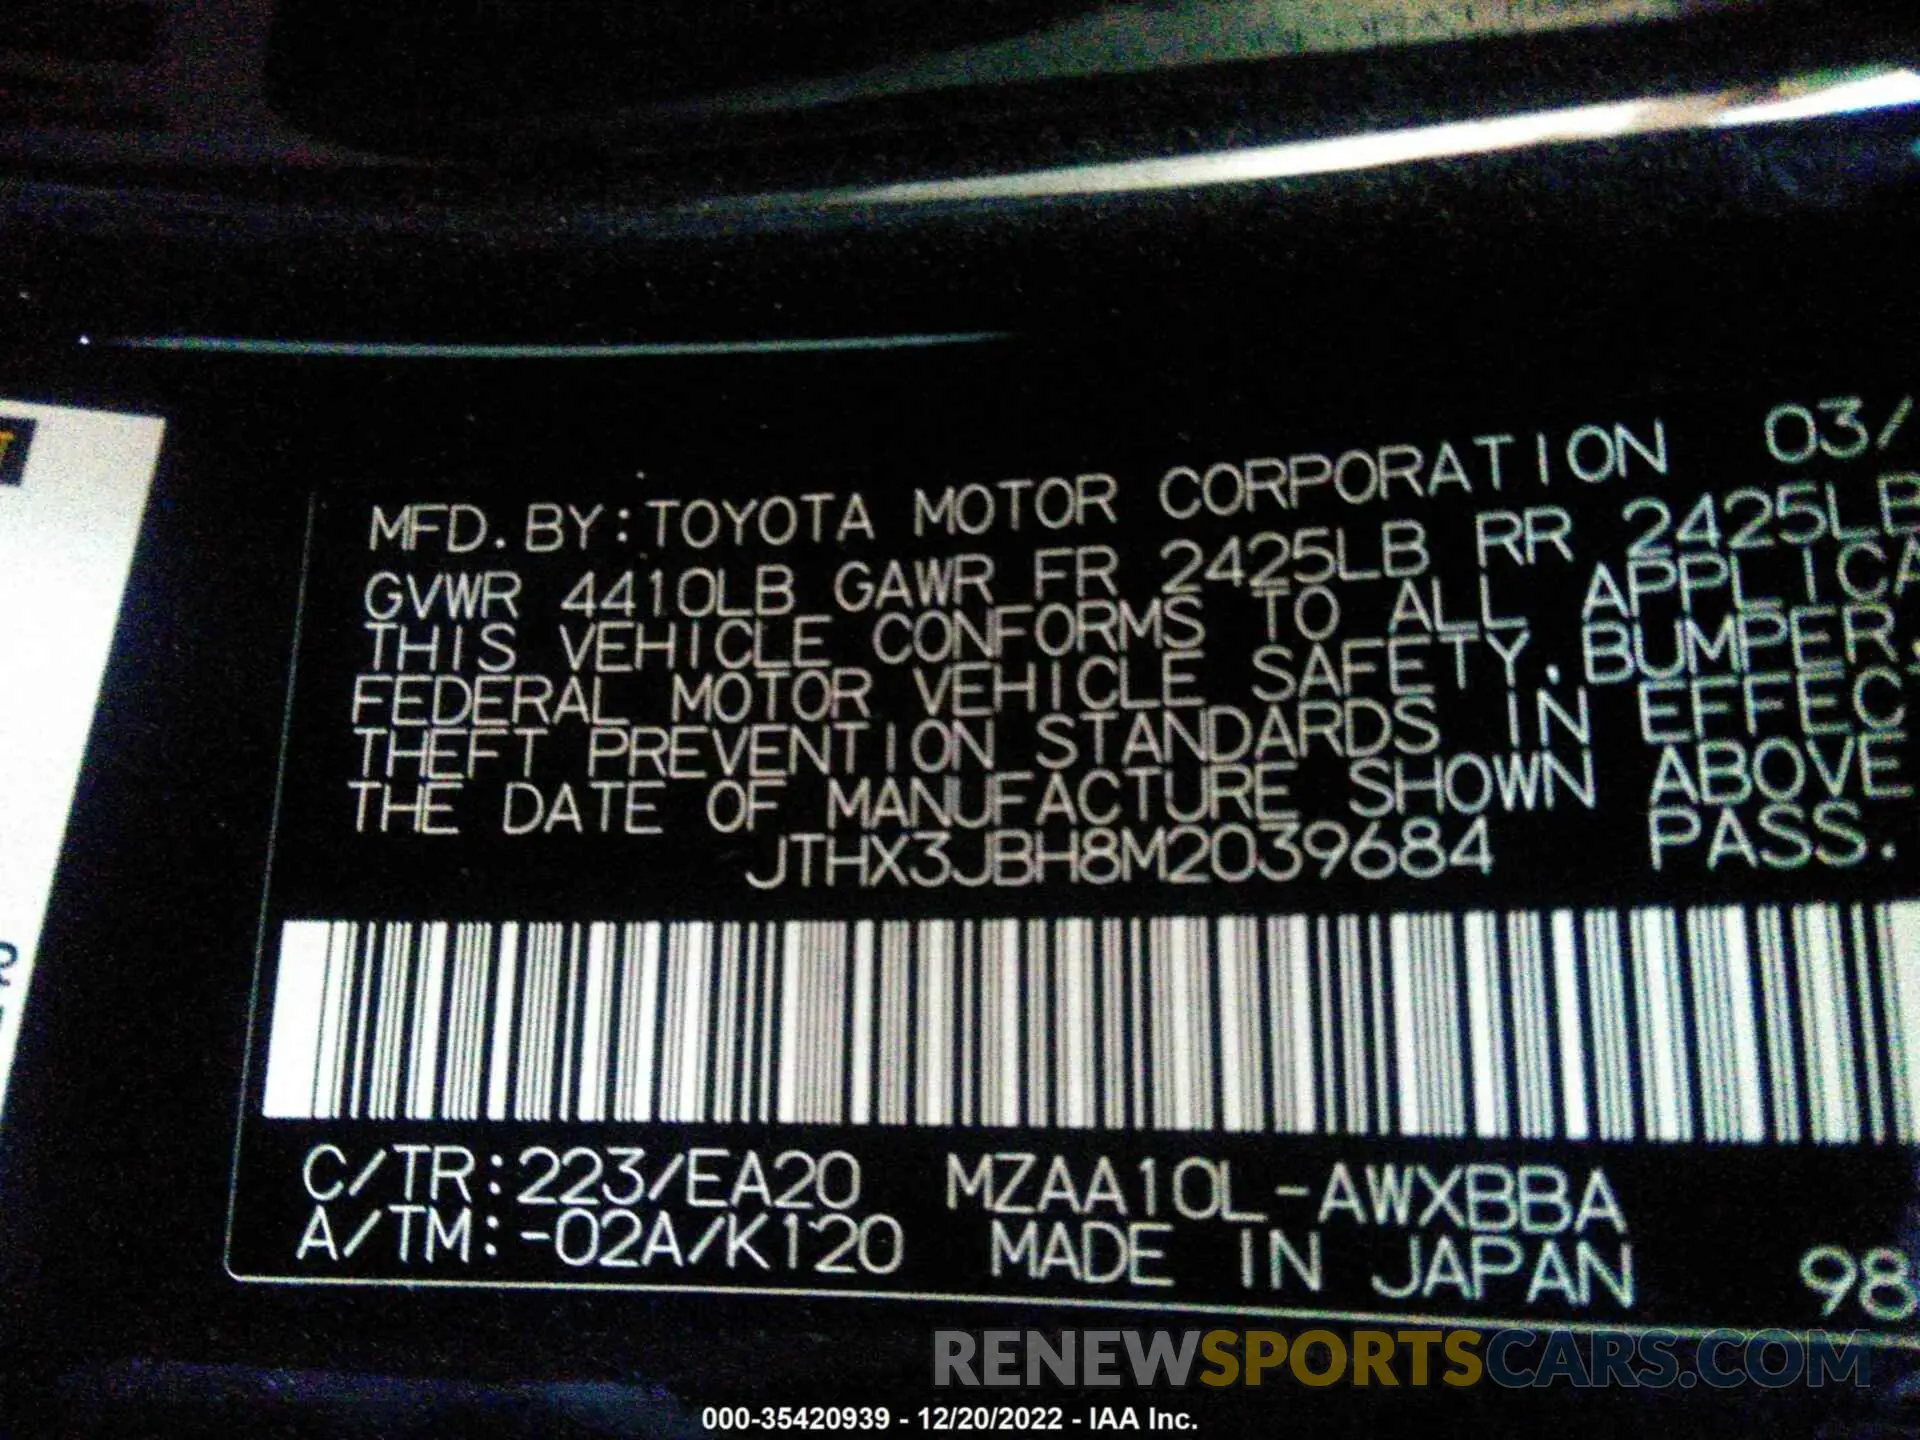 MFD. BY: TOYOTA MOTOR CORPORATION 03/
GVWR 4410LB GAWR FR 2425LB RR 2425LB
THIS VEHICLE CONFORMS TO ALL APPLICA
FEDERAL MOTOR VEHICLE SAFETY, BUMPER,
THEFT PREVENTION STANDARDS IN EFFEC
THE DATE OF MANUFACTURE SHOWN ABOVE
JTHX3JBH8M2039684 PASS.
C/TR:223/EA20 MZAA10L-AWXBBA
A/TM:-02A/K120 MADE IN JAPAN 98
RENEWSPORTSCARS.COM
000-35420939 - 12/20/2022 - IAA Inc.